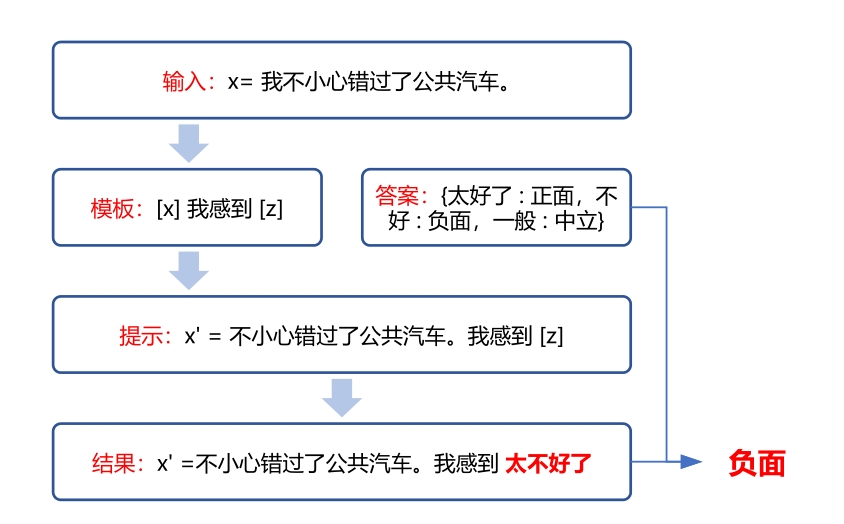 输入：x= 我不小心错过了公共汽车。
模板：[x] 我感到 [z]
答案：{太好了 : 正面，不
好 : 负面，一般 : 中立}
提示：x' = 不小心错过了公共汽车。我感到 [z]
结果：x' =不小心错过了公共汽车。我感到 太不好了
负面